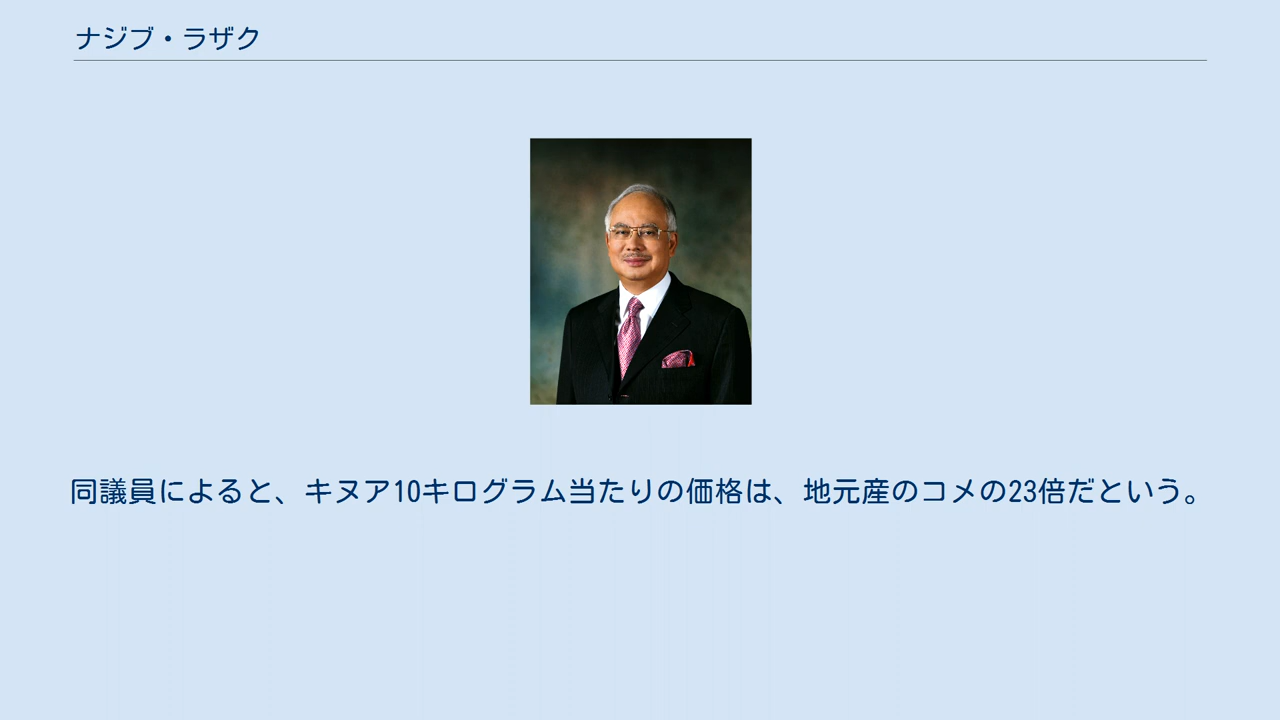 ナジブ・ラザク
同議員によると、キヌア10キログラム当たりの価格は、地元産のコメの23倍だという。